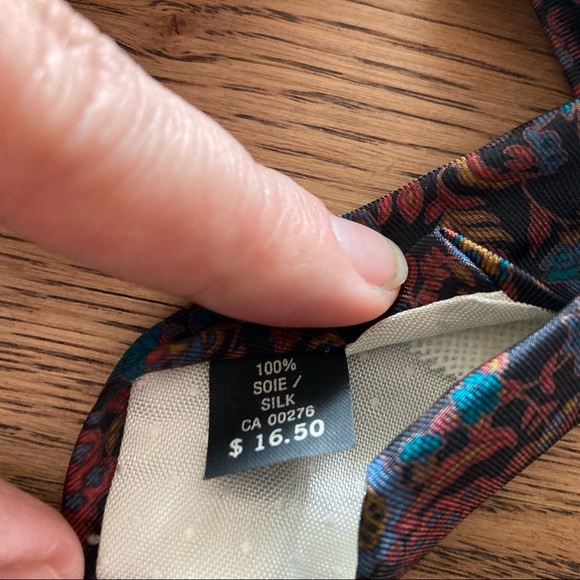 100%
SOIE /
SILK
CA 00276
$ 16.50